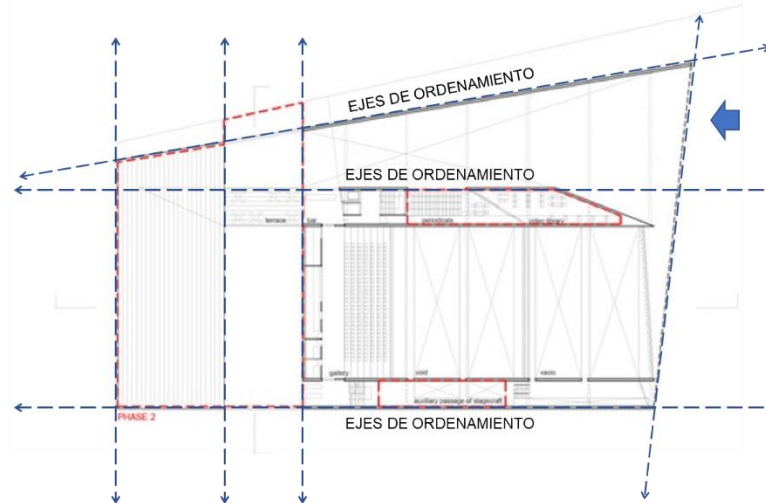 EJES DE ORDENAMIENTO
EJES DE ORDENAMIENTO
terrace bar periodicals video library
gallery void vacio
auxiliary passage of stagecraft
PHASE 2
EJES DE ORDENAMIENTO